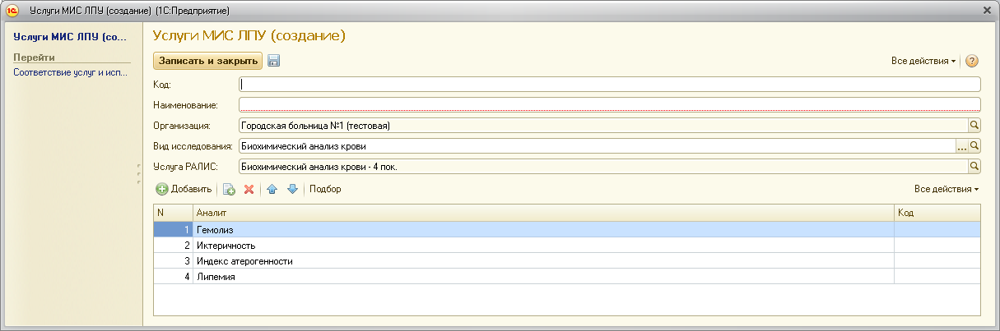 Услуги МИС ЛПУ (создание) (1С:Предприятие)
Услуги МИС ЛПУ (со...
Перейти
Соответствие услуг и исп...
Услуги МИС ЛПУ (создание)
Записать и закрыть
Все действия
Код:
Наименование:
Организация: Городская больница №1 (тестовая)
Вид исследования: Биохимический анализ крови ...
Услуга РАЛИС: Биохимический анализ крови - 4 пок.
Добавить Подбор Все действия
N Аналит Код
1 Гемолиз
2 Иктеричность
3 Индекс атерогенности
4 Липемия